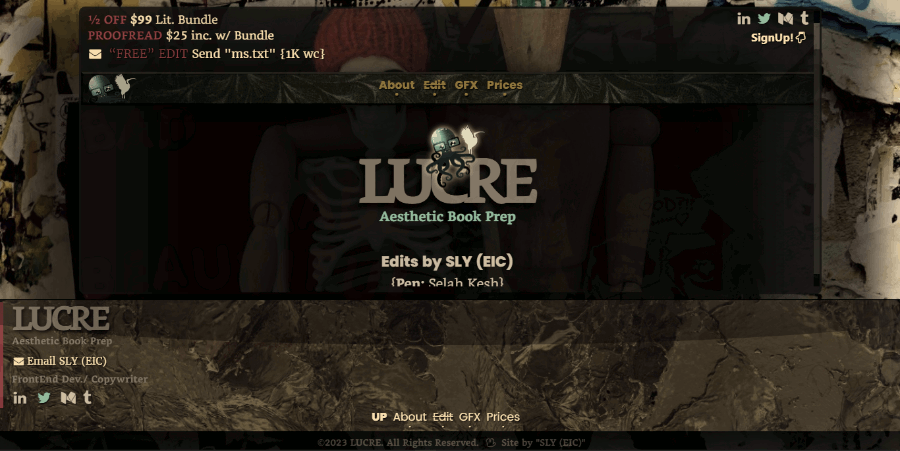 ½ OFF $99 Lit. Bundle
PROOFREAD $25 inc. w/ Bundle
"FREE" EDIT Send "ms.txt" {1K wc}
SignUp!
About Edit GFX Prices
LUCRE
Aesthetic Book Prep
Edits by SLY (EIC)
{Pen: Selah Kesh}
LUCRE
Aesthetic Book Prep
Email SLY (EIC)
FrontEnd Dev./ Copywriter
UP About Edit GFX Prices
©2023 LUCRE. All Rights Reserved. Site by "SLY (EIC)"